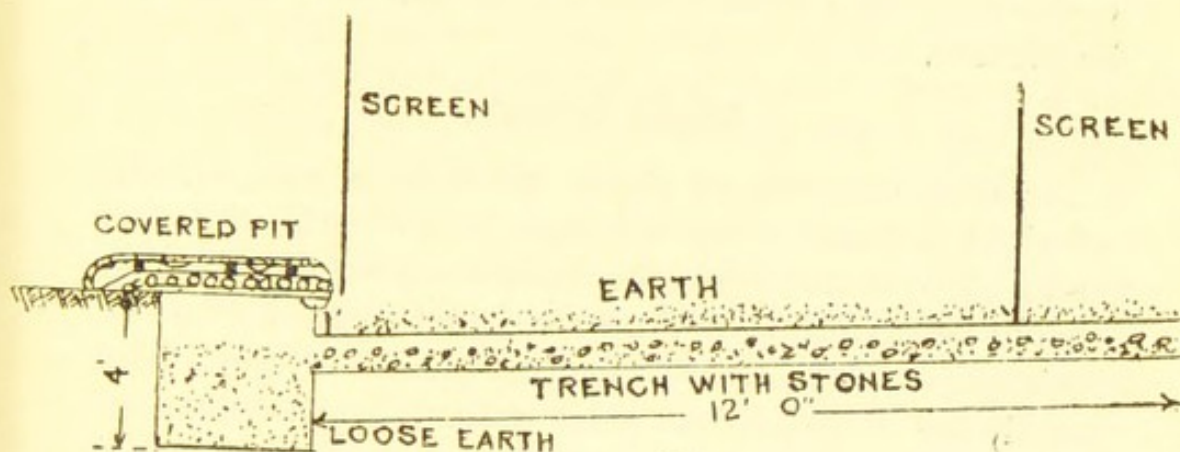 SCREEN
SCREEN
COVERED PIT
EARTH
4'
TRENCH WITH STONES
12' 0"
LOOSE EARTH